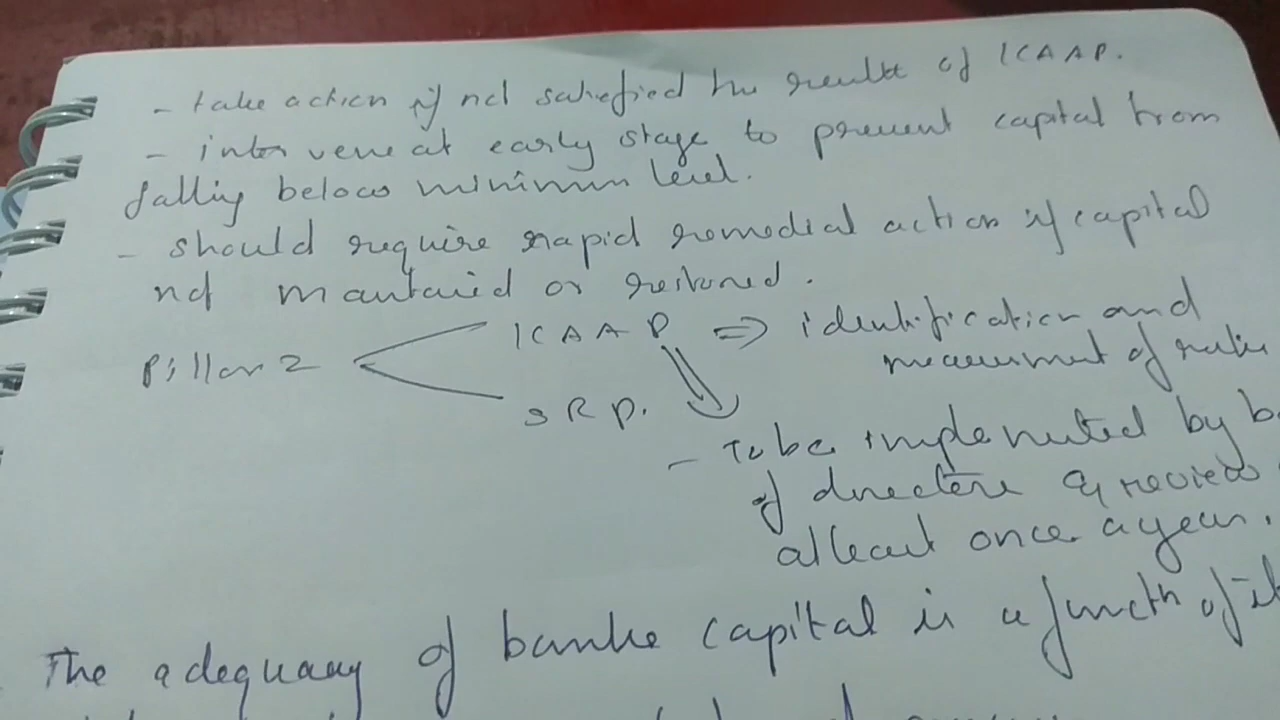 - take action if not satisfied the result of ICAAP.
- intervene at early stage to prevent capital from
falling below minimum level.
- should require rapid remedial action if capital
not maintained or restored.
Pillar 2
ICAAP ⇒ identification and
measurement of risks
SRP.
- To be implemented by
of directors & review
atleast once a year.
The adequacy of banks capital is a function of